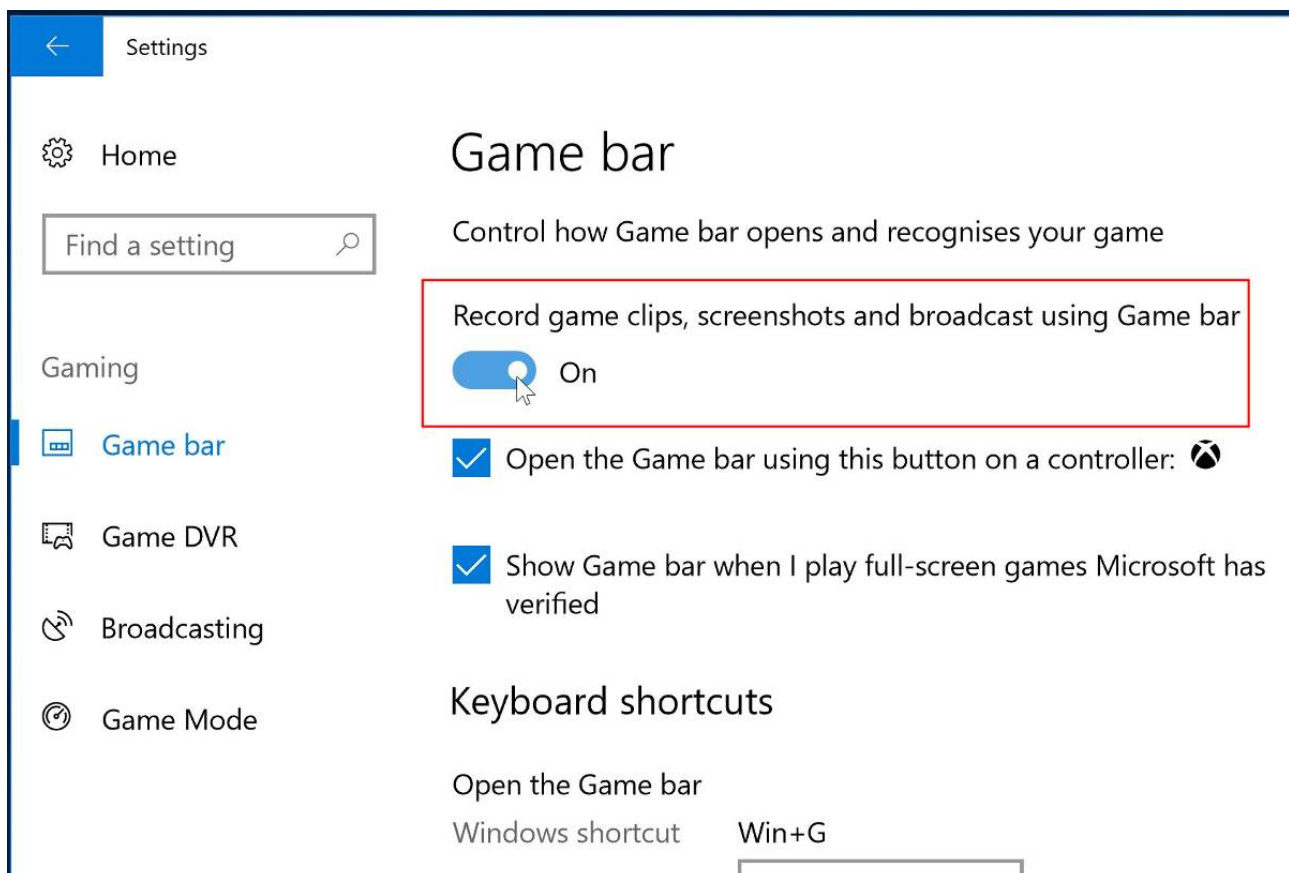 Settings
Home
Find a setting
Gaming
Game bar
Game DVR
Broadcasting
Game Mode
Game bar
Control how Game bar opens and recognises your game
Record game clips, screenshots and broadcast using Game bar
On
Open the Game bar using this button on a controller:
Show Game bar when I play full-screen games Microsoft has
verified
Keyboard shortcuts
Open the Game bar
Windows shortcut Win+G